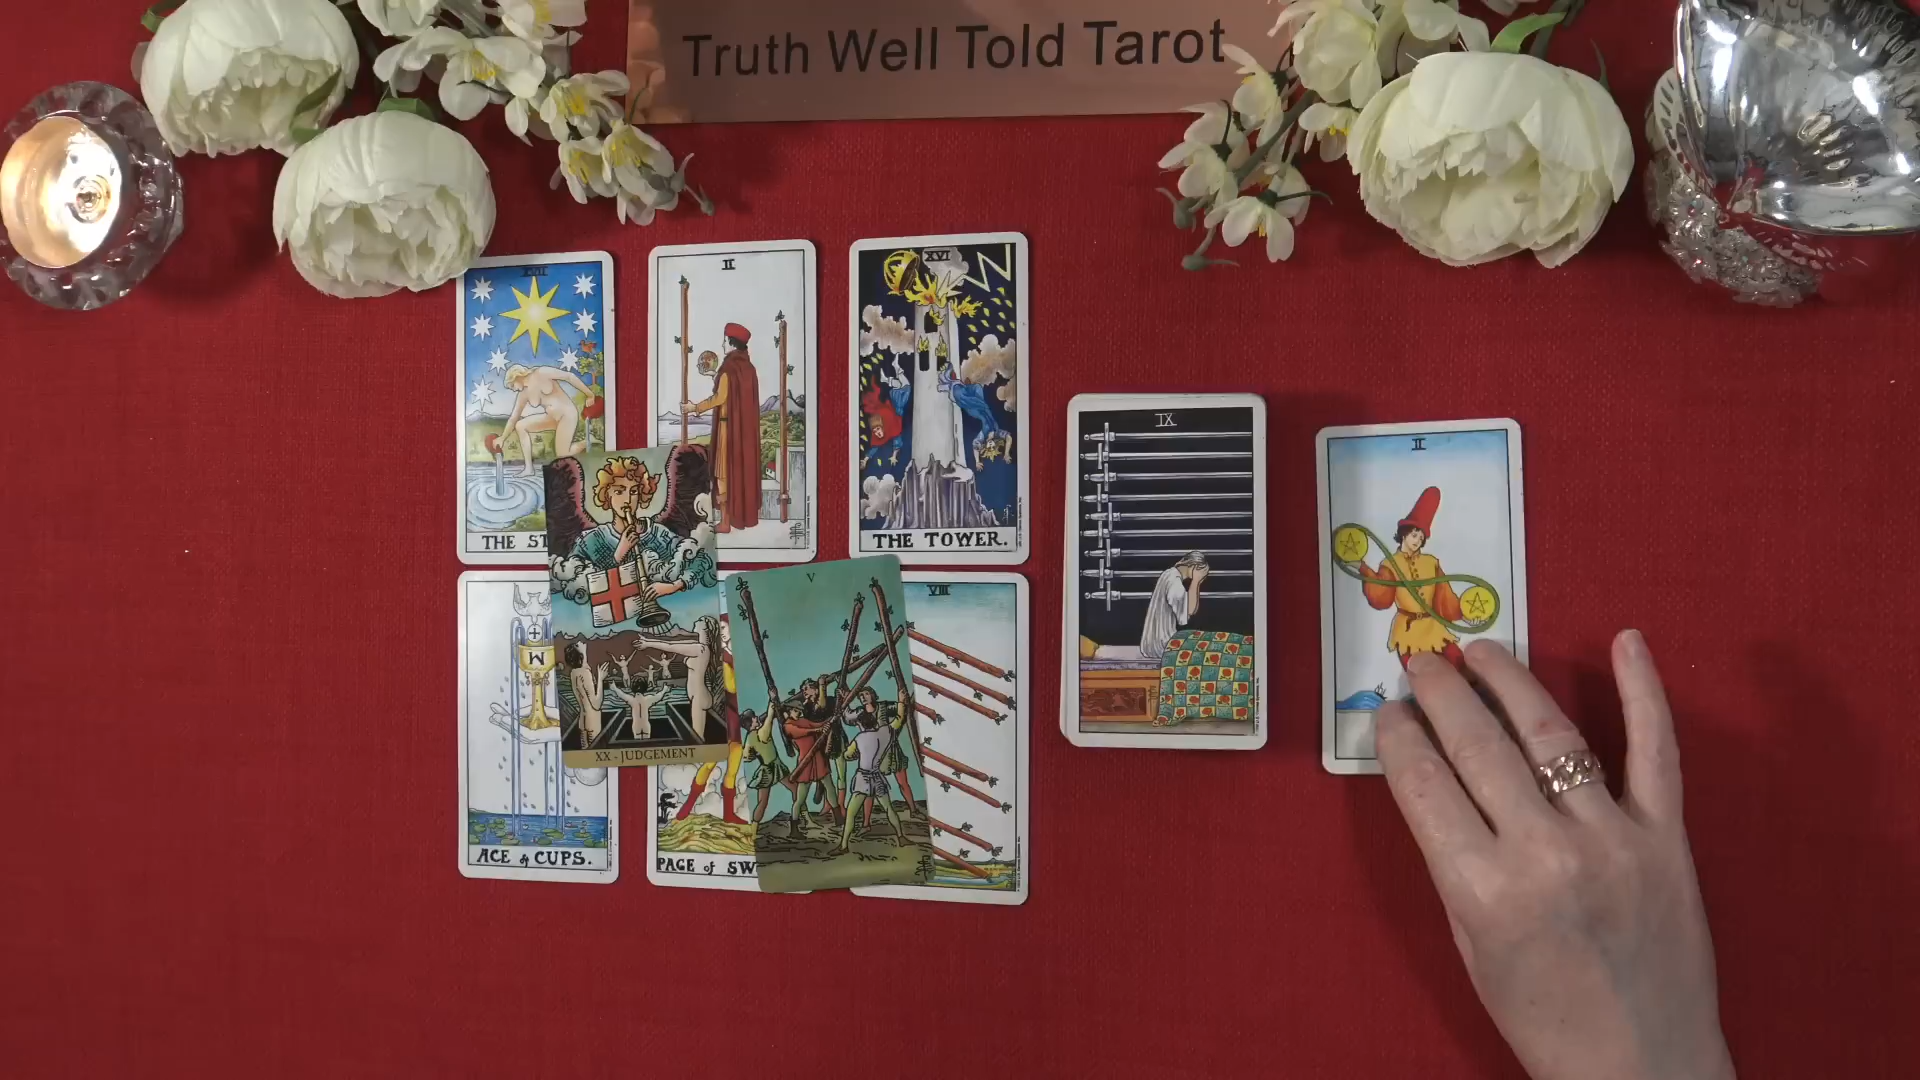 Truth Well Told Tarot
XVII
II
XVI
THE ST
THE TOWER.
IX
II
V
VIII
XX - JUDGEMENT
ACE of CUPS.
PAGE of SW